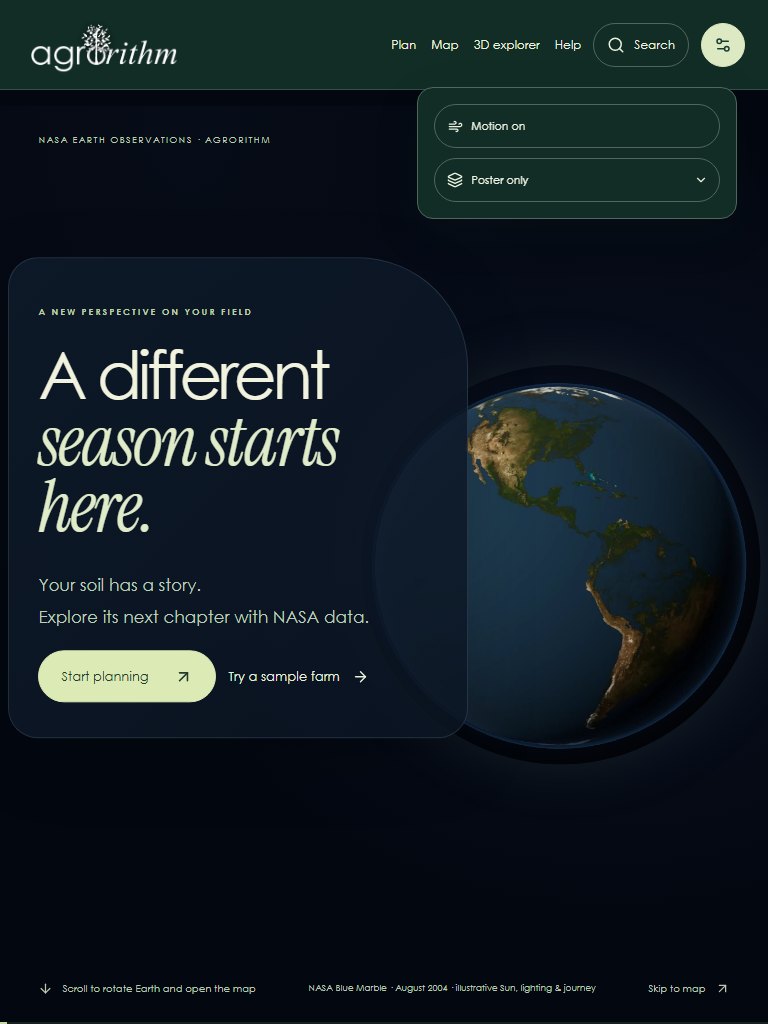 agrorithm
Plan Map 3D explorer Help Search
Motion on
Poster only
NASA EARTH OBSERVATIONS · AGRORITHM
A NEW PERSPECTIVE ON YOUR FIELD
A different
season starts
here.
Your soil has a story.
Explore its next chapter with NASA data.
Start planning Try a sample farm
Scroll to rotate Earth and open the map NASA Blue Marble · August 2004 · illustrative Sun, lighting & journey Skip to map